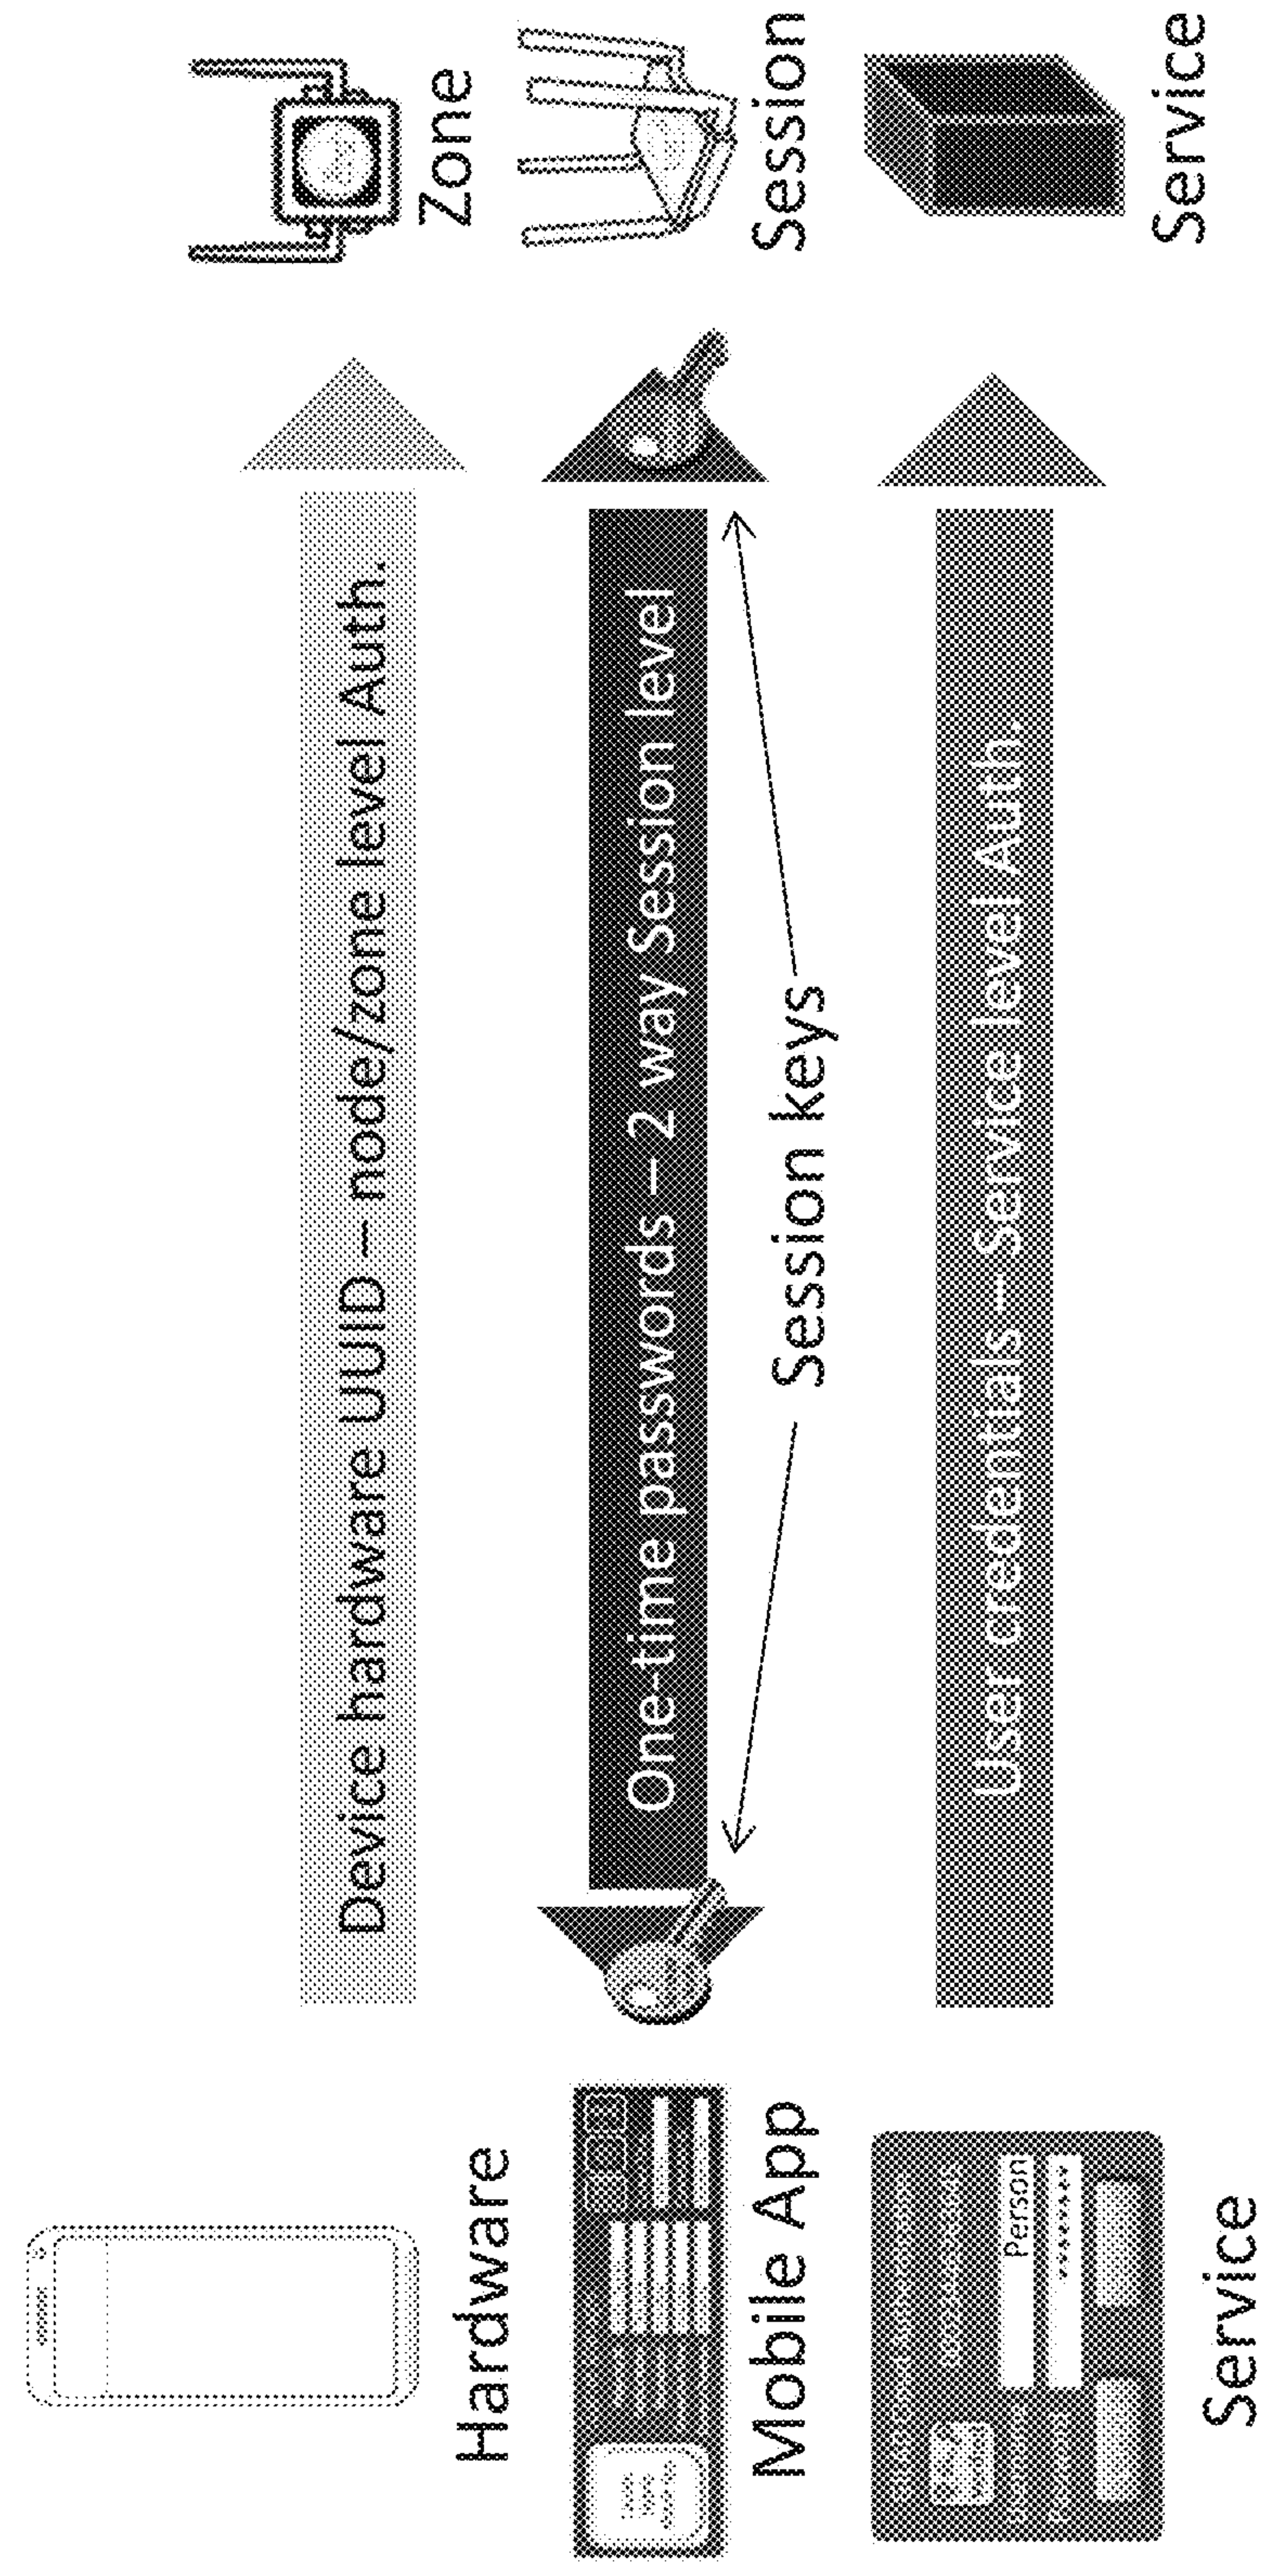 Hardware
Device hardware UUID – node/zone level Auth.
Zone
Mobile App
One-time passwords – 2 way Session level
Session keys
Session
Person
********
Service
User credentials – Service level Auth.
Service